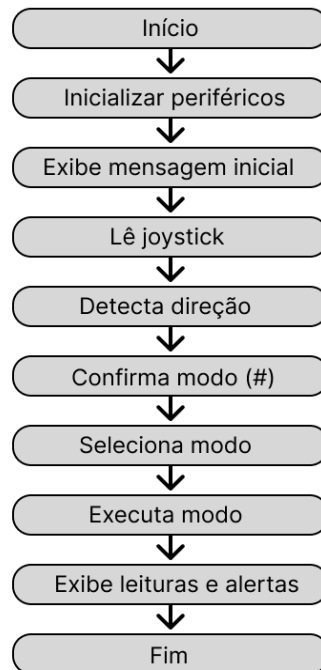 Início
Inicializar periféricos
Exibe mensagem inicial
Lê joystick
Detecta direção
Confirma modo (#)
Seleciona modo
Executa modo
Exibe leituras e alertas
Fim